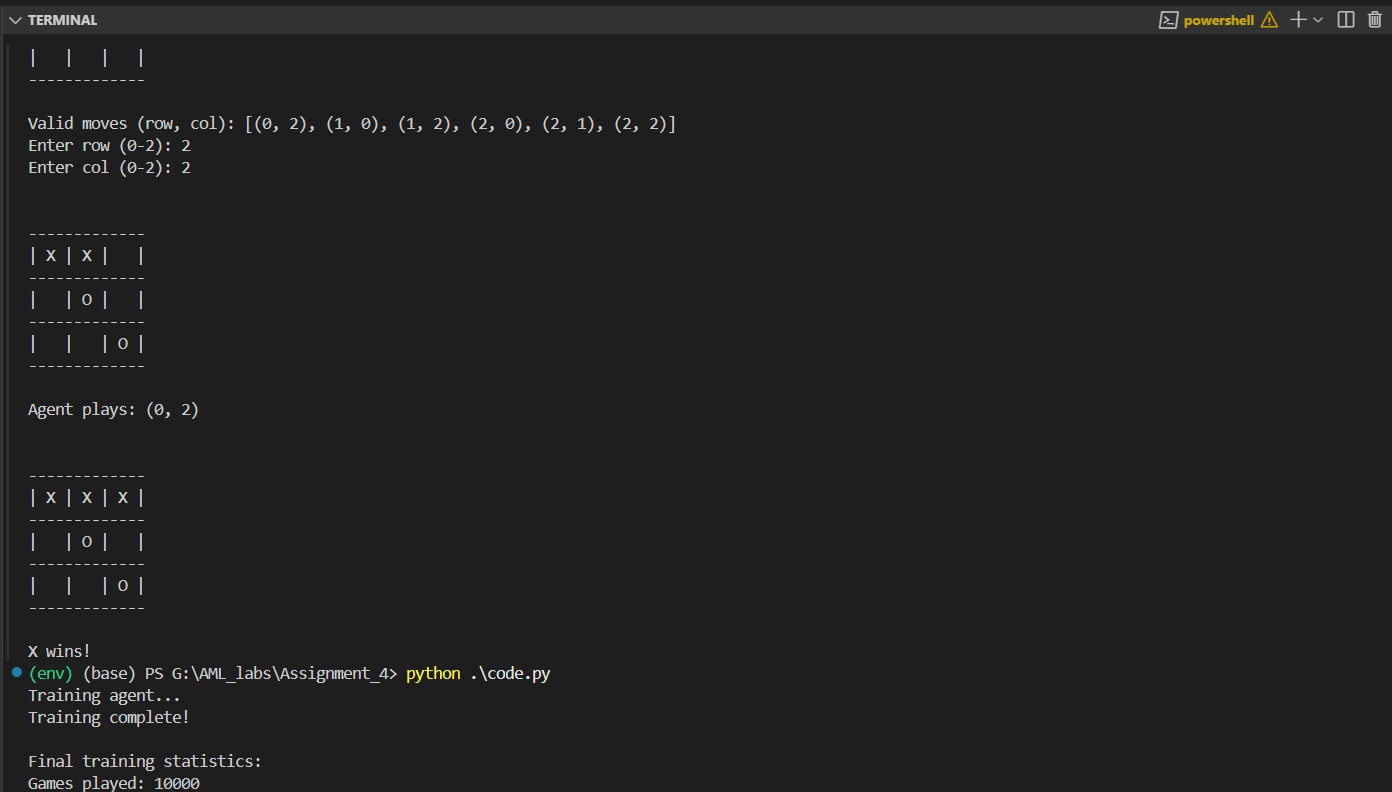 TERMINAL
powershell
|   |   |   |
-------------
Valid moves (row, col): [(0, 2), (1, 0), (1, 2), (2, 0), (2, 1), (2, 2)]
Enter row (0-2): 2
Enter col (0-2): 2
-------------
| X | X |   |
-------------
|   | O |   |
-------------
|   |   | O |
-------------
Agent plays: (0, 2)
-------------
| X | X | X |
-------------
|   | O |   |
-------------
|   |   | O |
-------------
X wins!
(env) (base) PS G:\AML_labs\Assignment_4> python .\code.py
Training agent...
Training complete!
Final training statistics:
Games played: 10000